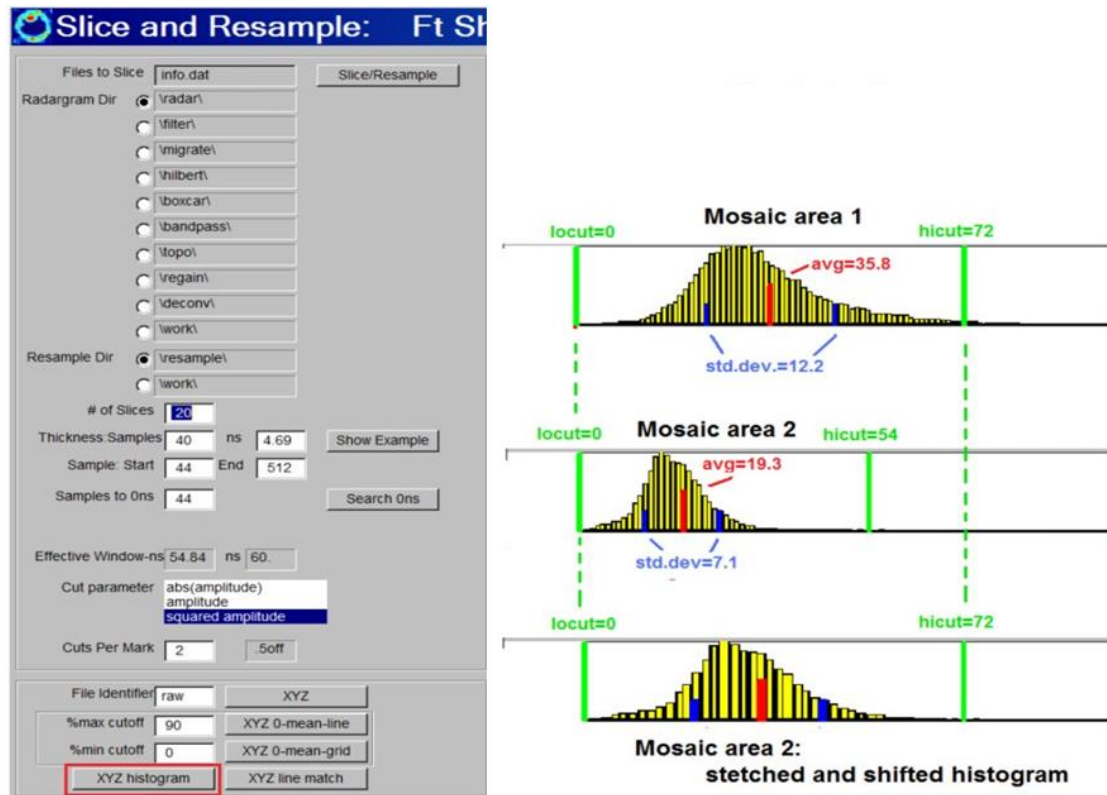 Slice and Resample: Ft Sh
Files to Slice info.dat Slice/Resample
Radargram Dir \radar\
\filter\
\migrate\
\hilbert\
\boxcar\
\bandpass\
\topo\
\regain\
\deconv\
\work\
Resample Dir \resample\
\work\
# of Slices 20
Thickness:Samples 40 ns 4.69 Show Example
Sample: Start 44 End 512
Samples to 0ns 44 Search 0ns
Effective Window-ns 54.84 ns 60.
Cut parameter abs(amplitude)
amplitude
squared amplitude
Cuts Per Mark 2 .5off
File Identifier raw XYZ
%max cutoff 90 XYZ 0-mean-line
%min cutoff 0 XYZ 0-mean-grid
XYZ histogram XYZ line match
Mosaic area 1
locut=0 hicut=72
avg=35.8
std.dev.=12.2
Mosaic area 2
locut=0 hicut=54
avg=19.3
std.dev=7.1
locut=0 hicut=72
Mosaic area 2:
stetched and shifted histogram